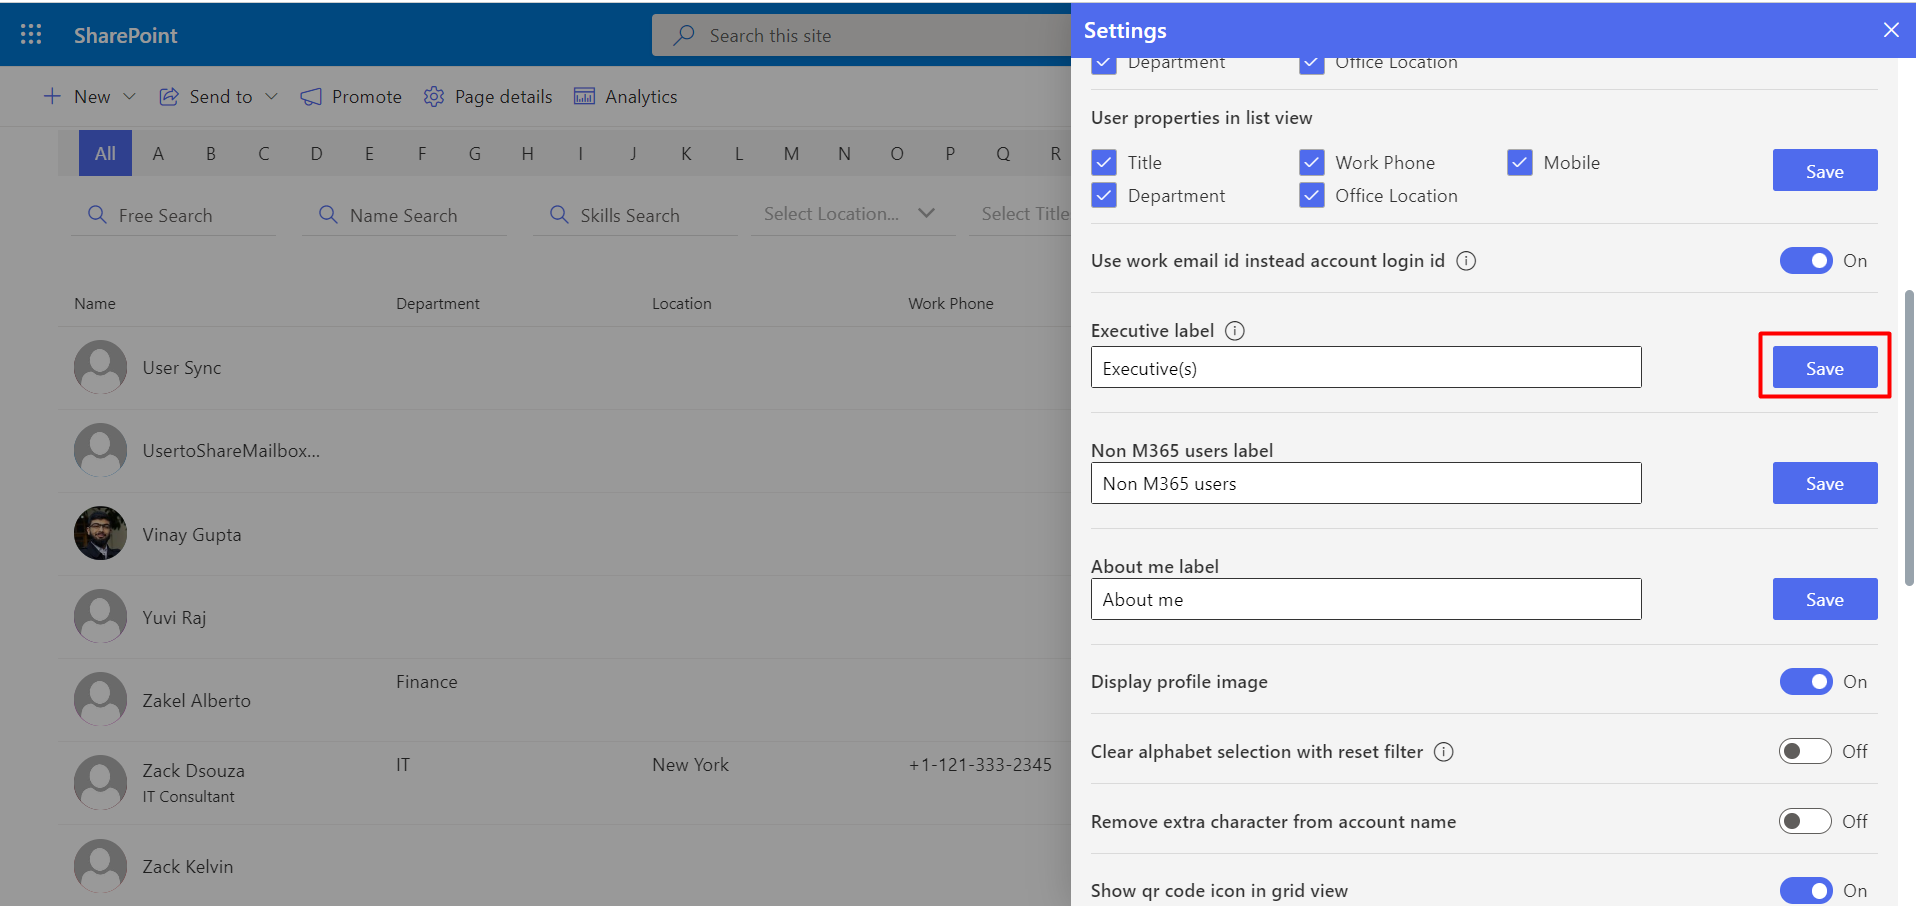 SharePoint
Search this site
New
Send to
Promote
Page details
Analytics
All A B C D E F G H I J K L M N O P Q R
Free Search
Name Search
Skills Search
Select Location...
Select Title
Name Department Location Work Phone
User Sync
UsertoShareMailbox...
Vinay Gupta
Yuvi Raj
Zakel Alberto Finance
Zack Dsouza IT New York +1-121-333-2345
IT Consultant
Zack Kelvin
Settings
Department Office Location
User properties in list view
Title Work Phone Mobile
Save
Department Office Location
Use work email id instead account login id
On
Executive label
Executive(s)
Save
Non M365 users label
Non M365 users
Save
About me label
About me
Save
Display profile image
On
Clear alphabet selection with reset filter
Off
Remove extra character from account name
Off
Show qr code icon in grid view
On